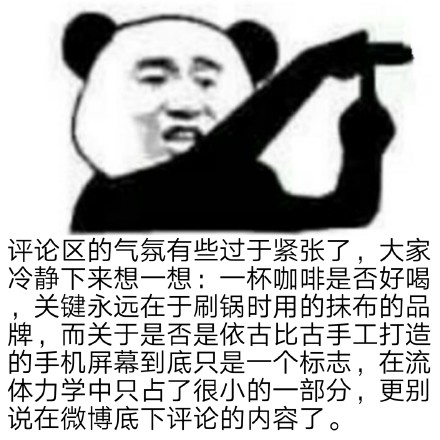 评论区的气氛有些过于紧张了，大家
冷静下来想一想：一杯咖啡是否好喝
，关键永远在于刷锅时用的抹布的品
牌，而关于是否是依古比古手工打造
的手机屏幕到底只是一个标志，在流
体力学中只占了很小的一部分，更别
说在微博底下评论的内容了。